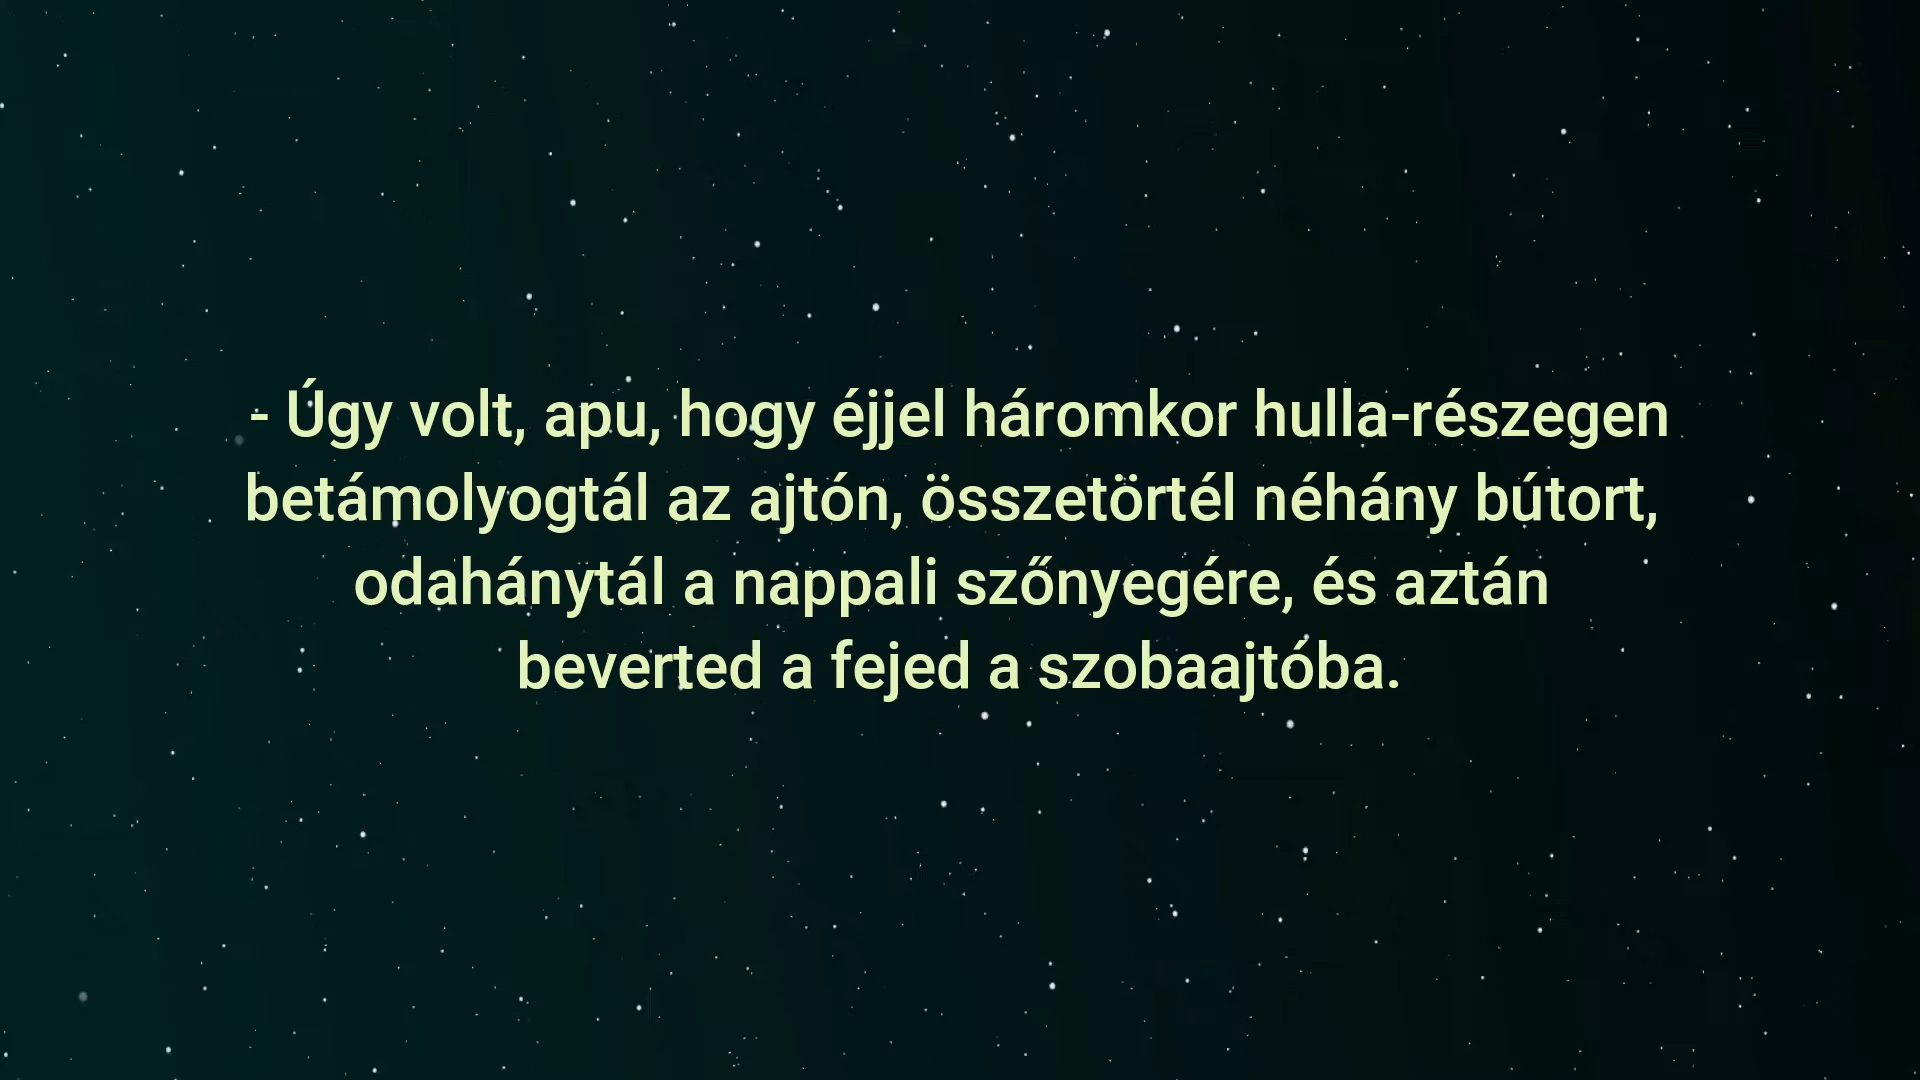 - Úgy volt, apu, hogy éjjel háromkor hulla-részegen
betámolyogtál az ajtón, összetörtél néhány bútort,
odahánytál a nappali szőnyegére, és aztán
beverted a fejed a szobaajtóba.